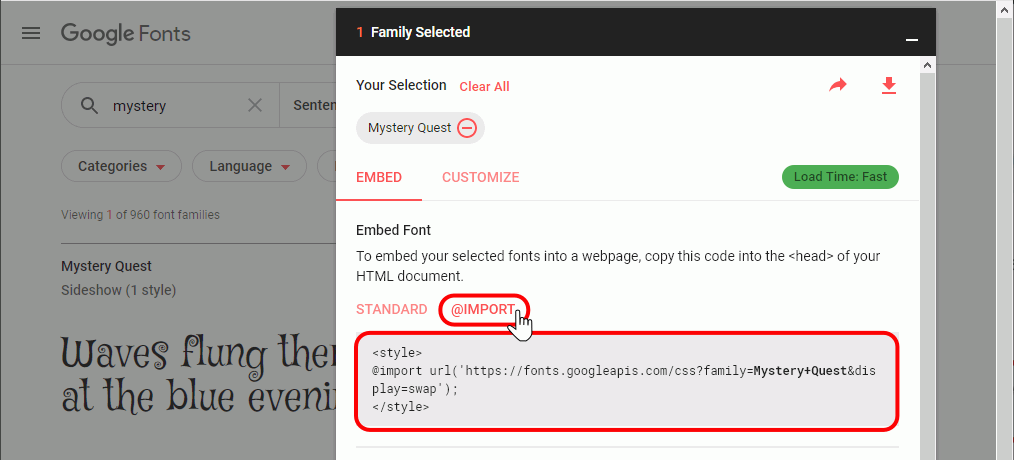 Google Fonts
mystery
Senten
Categories
Language
Viewing 1 of 960 font families
Mystery Quest
Sideshow (1 style)
Waves flung ther
at the blue evenin
1 Family Selected
Your Selection Clear All
Mystery Quest
EMBED CUSTOMIZE
Load Time: Fast
Embed Font
To embed your selected fonts into a webpage, copy this code into the <head> of your
HTML document.
STANDARD @IMPORT
<style>
@import url('https://fonts.googleapis.com/css?family=Mystery+Quest&dis
play=swap');
</style>